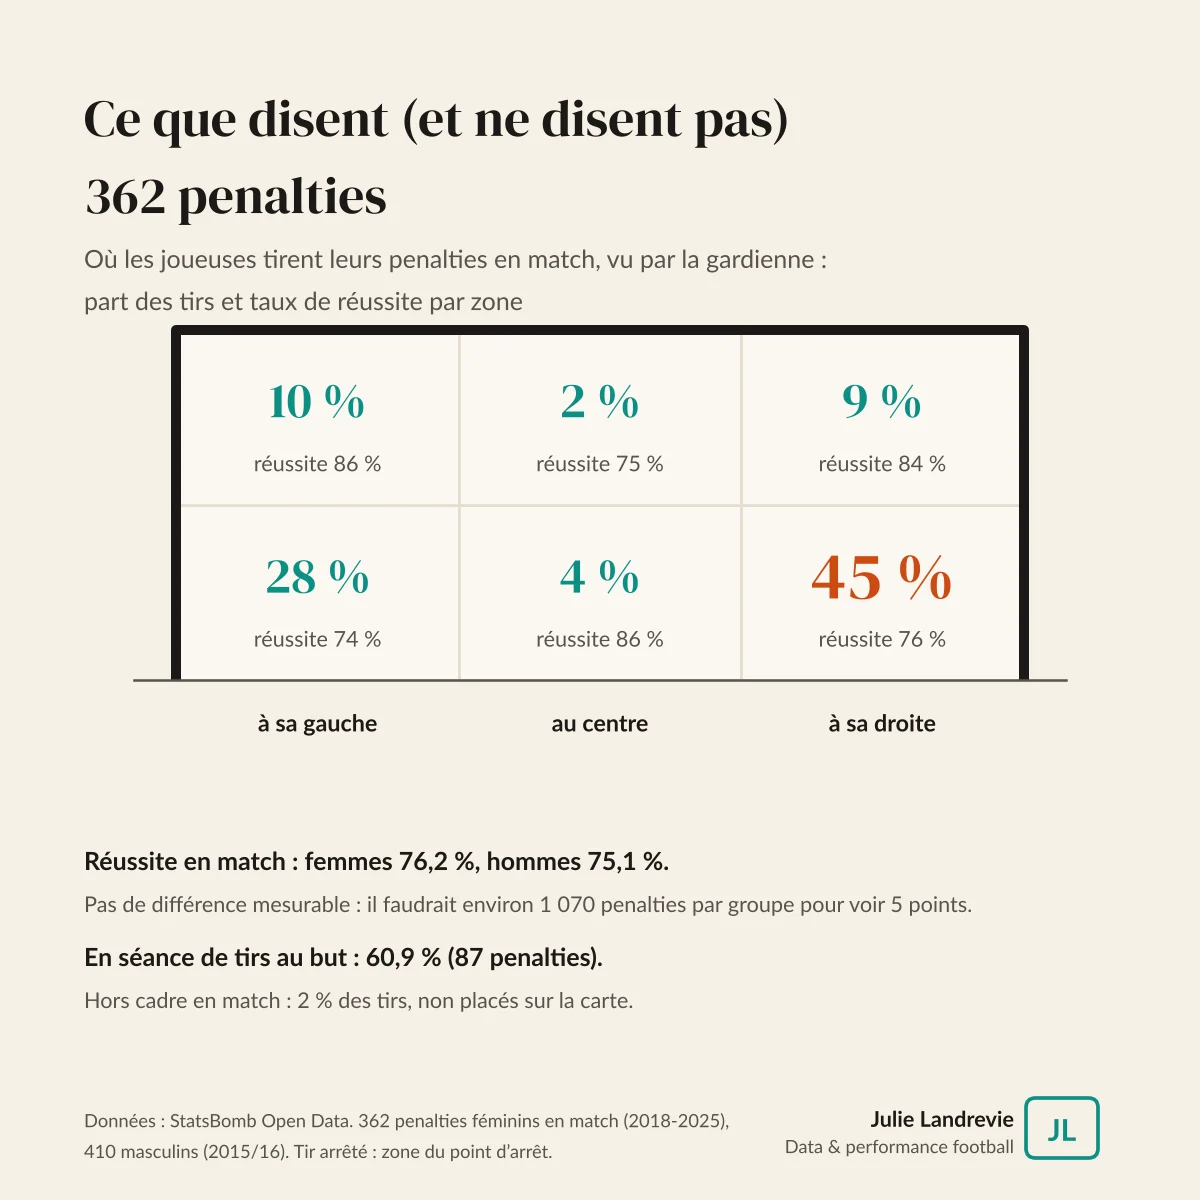 Ce que disent (et ne disent pas)
362 penalties
Où les joueuses tirent leurs penalties en match, vu par la gardienne :
part des tirs et taux de réussite par zone
10 %
2 %
9 %
réussite 86 %
réussite 75 %
réussite 84 %
28 %
4 %
45 %
réussite 74 %
réussite 86 %
réussite 76 %
à sa gauche
au centre
à sa droite
Réussite en match : femmes 76,2 %, hommes 75,1 %.
Pas de différence mesurable : il faudrait environ 1 070 penalties par groupe pour voir 5 points.
En séance de tirs au but : 60,9 % (87 penalties).
Hors cadre en match : 2 % des tirs, non placés sur la carte.
Données : StatsBomb Open Data. 362 penalties féminins en match (2018-2025),
410 masculins (2015/16). Tir arrêté : zone du point d’arrêt.
Julie Landrevie
Data & performance football
JL